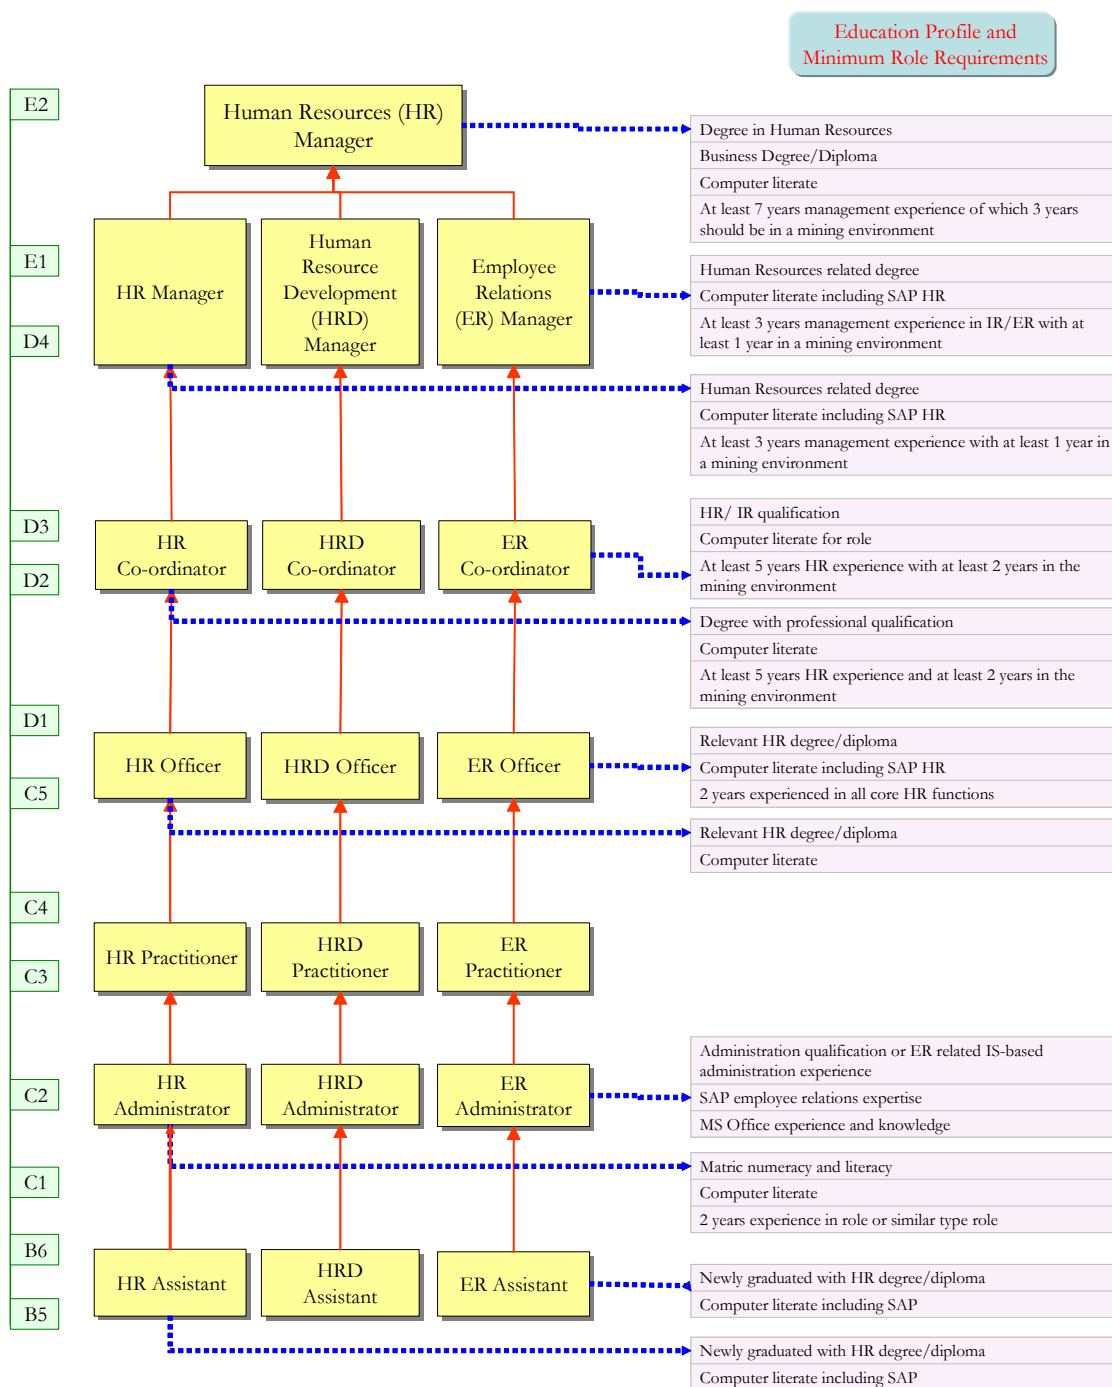 Education Profile and
Minimum Role Requirements
E2
Human Resources (HR)
Manager
Degree in Human Resources
Business Degree/Diploma
Computer literate
At least 7 years management experience of which 3 years
should be in a mining environment
E1
D4
HR Manager
Human
Resource
Development
(HRD)
Manager
Employee
Relations
(ER) Manager
Human Resources related degree
Computer literate including SAP HR
At least 3 years management experience in IR/ER with at
least 1 year in a mining environment
Human Resources related degree
Computer literate including SAP HR
At least 3 years management experience with at least 1 year in
a mining environment
D3
D2
HR
Co-ordinator
HRD
Co-ordinator
ER
Co-ordinator
HR/ IR qualification
Computer literate for role
At least 5 years HR experience with at least 2 years in the
mining environment
Degree with professional qualification
Computer literate
At least 5 years HR experience and at least 2 years in the
mining environment
D1
C5
HR Officer
HRD Officer
ER Officer
Relevant HR degree/diploma
Computer literate including SAP HR
2 years experienced in all core HR functions
Relevant HR degree/diploma
Computer literate
C4
C3
HR Practitioner
HRD
Practitioner
ER
Practitioner
C2
HR
Administrator
HRD
Administrator
ER
Administrator
Administration qualification or ER related IS-based
administration experience
SAP employee relations expertise
MS Office experience and knowledge
C1
Matric numeracy and literacy
Computer literate
2 years experience in role or similar type role
B6
B5
HR Assistant
HRD
Assistant
ER Assistant
Newly graduated with HR degree/diploma
Computer literate including SAP
Newly graduated with HR degree/diploma
Computer literate including SAP